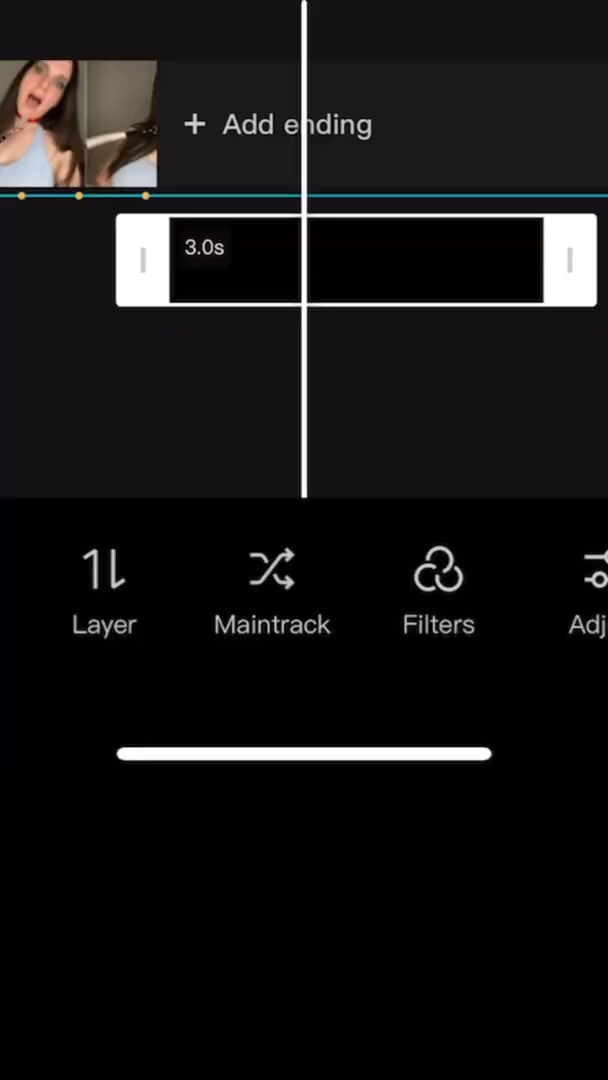 + Add ending
3.0s
Layer
Maintrack
Filters
Adj